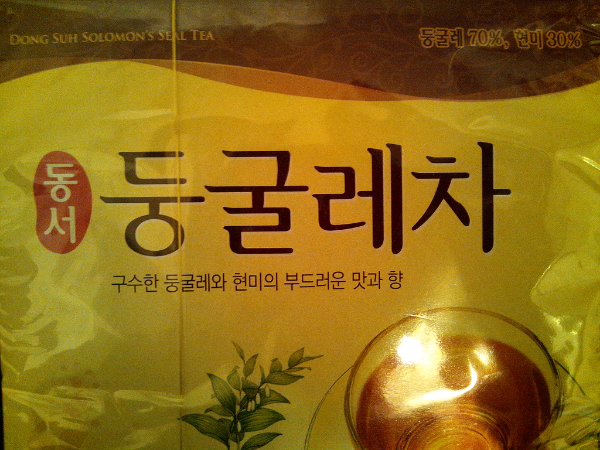 DONG SUH SOLOMON'S SEAL TEA
둥굴레 70%, 현미 30%
동서
둥굴레차
구수한 둥굴레와 현미의 부드러운 맛과 향